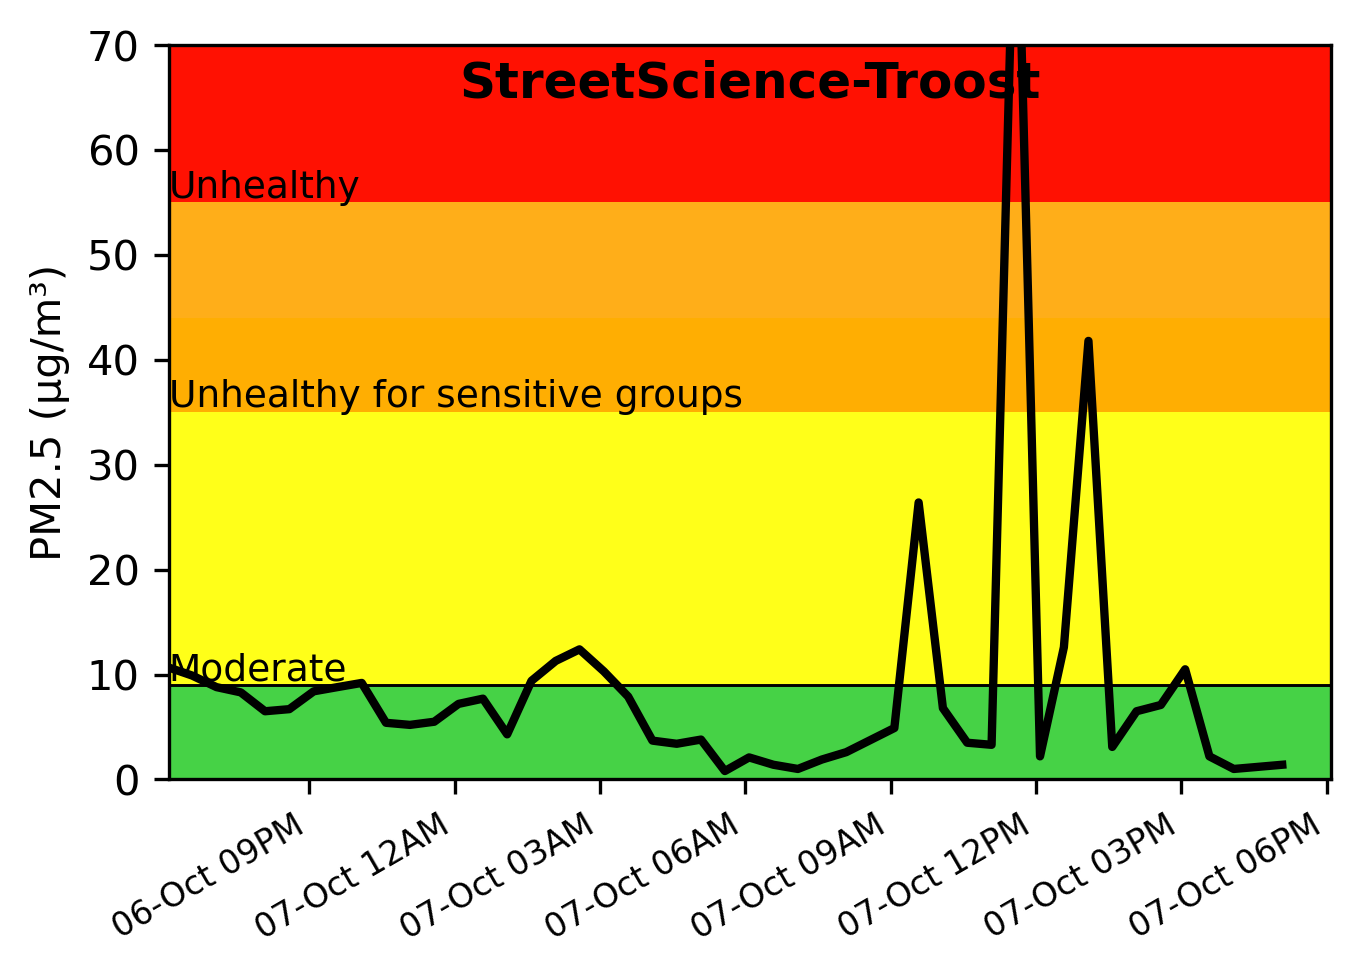 StreetScience-Troost
70
60
Unhealthy
50
40
Unhealthy for sensitive groups
30
20
10
Moderate
0
PM2.5 (µg/m³)
06-Oct 09PM
07-Oct 12AM
07-Oct 03AM
07-Oct 06AM
07-Oct 09AM
07-Oct 12PM
07-Oct 03PM
07-Oct 06PM